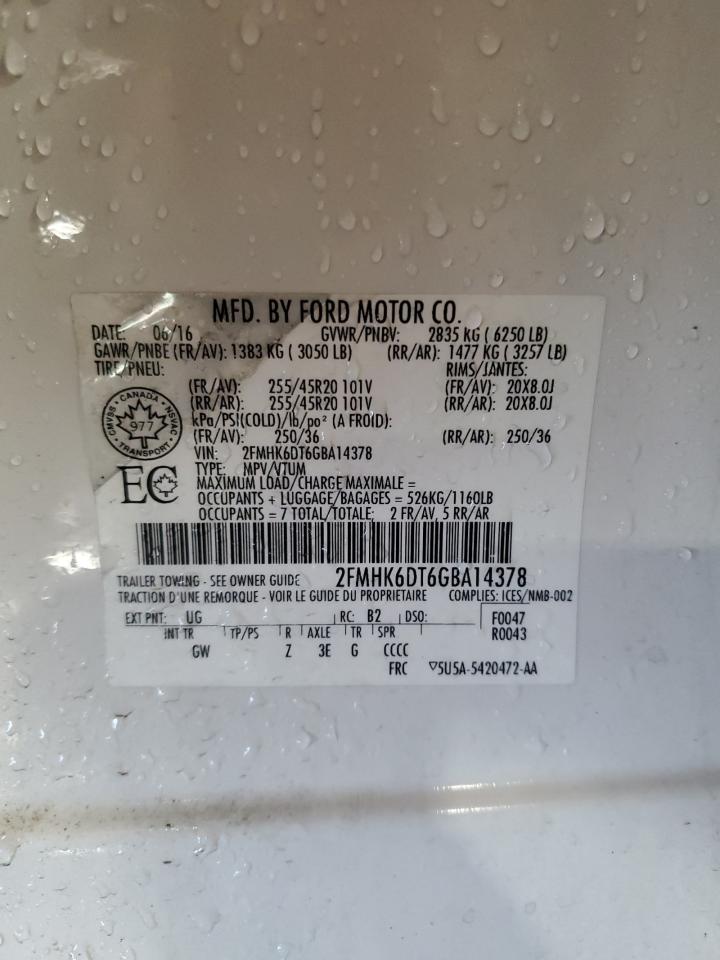 MFD. BY FORD MOTOR CO.
DATE: 06/16 GVWR/PNBV: 2835 KG ( 6250 LB)
GAWR/PNBE (FR/AV): 1383 KG ( 3050 LB) (RR/AR): 1477 KG ( 3257 LB)
TIRE/PNEU: RIMS/JANTES:
(FR/AV): 255/45R20 101V (FR/AV): 20X8.0J
(RR/AR): 255/45R20 101V (RR/AR): 20X8.0J
kPa/PSI(COLD)/lb/po² (A FROID):
(FR/AV): 250/36 (RR/AR): 250/36
CANADA
CMVSS NSVAC
977
TRANSPORT
VIN: 2FMHK6DT6GBA14378
TYPE: MPV/VTUM
EC
MAXIMUM LOAD/CHARGE MAXIMALE =
OCCUPANTS + LUGGAGE/BAGAGES = 526KG/1160LB
OCCUPANTS = 7 TOTAL/TOTALE; 2 FR/AV, 5 RR/AR
TRAILER TOWING - SEE OWNER GUIDE 2FMHK6DT6GBA14378
TRACTION D'UNE REMORQUE - VOIR LE GUIDE DU PROPRIETAIRE COMPLIES: ICES/NMB-002
EXT PNT: UG RC: B2 DSO: F0047
INT TR TP/PS R AXLE TR SPR R0043
GW Z 3E G CCCC
FRC ▽5U5A-5420472-AA